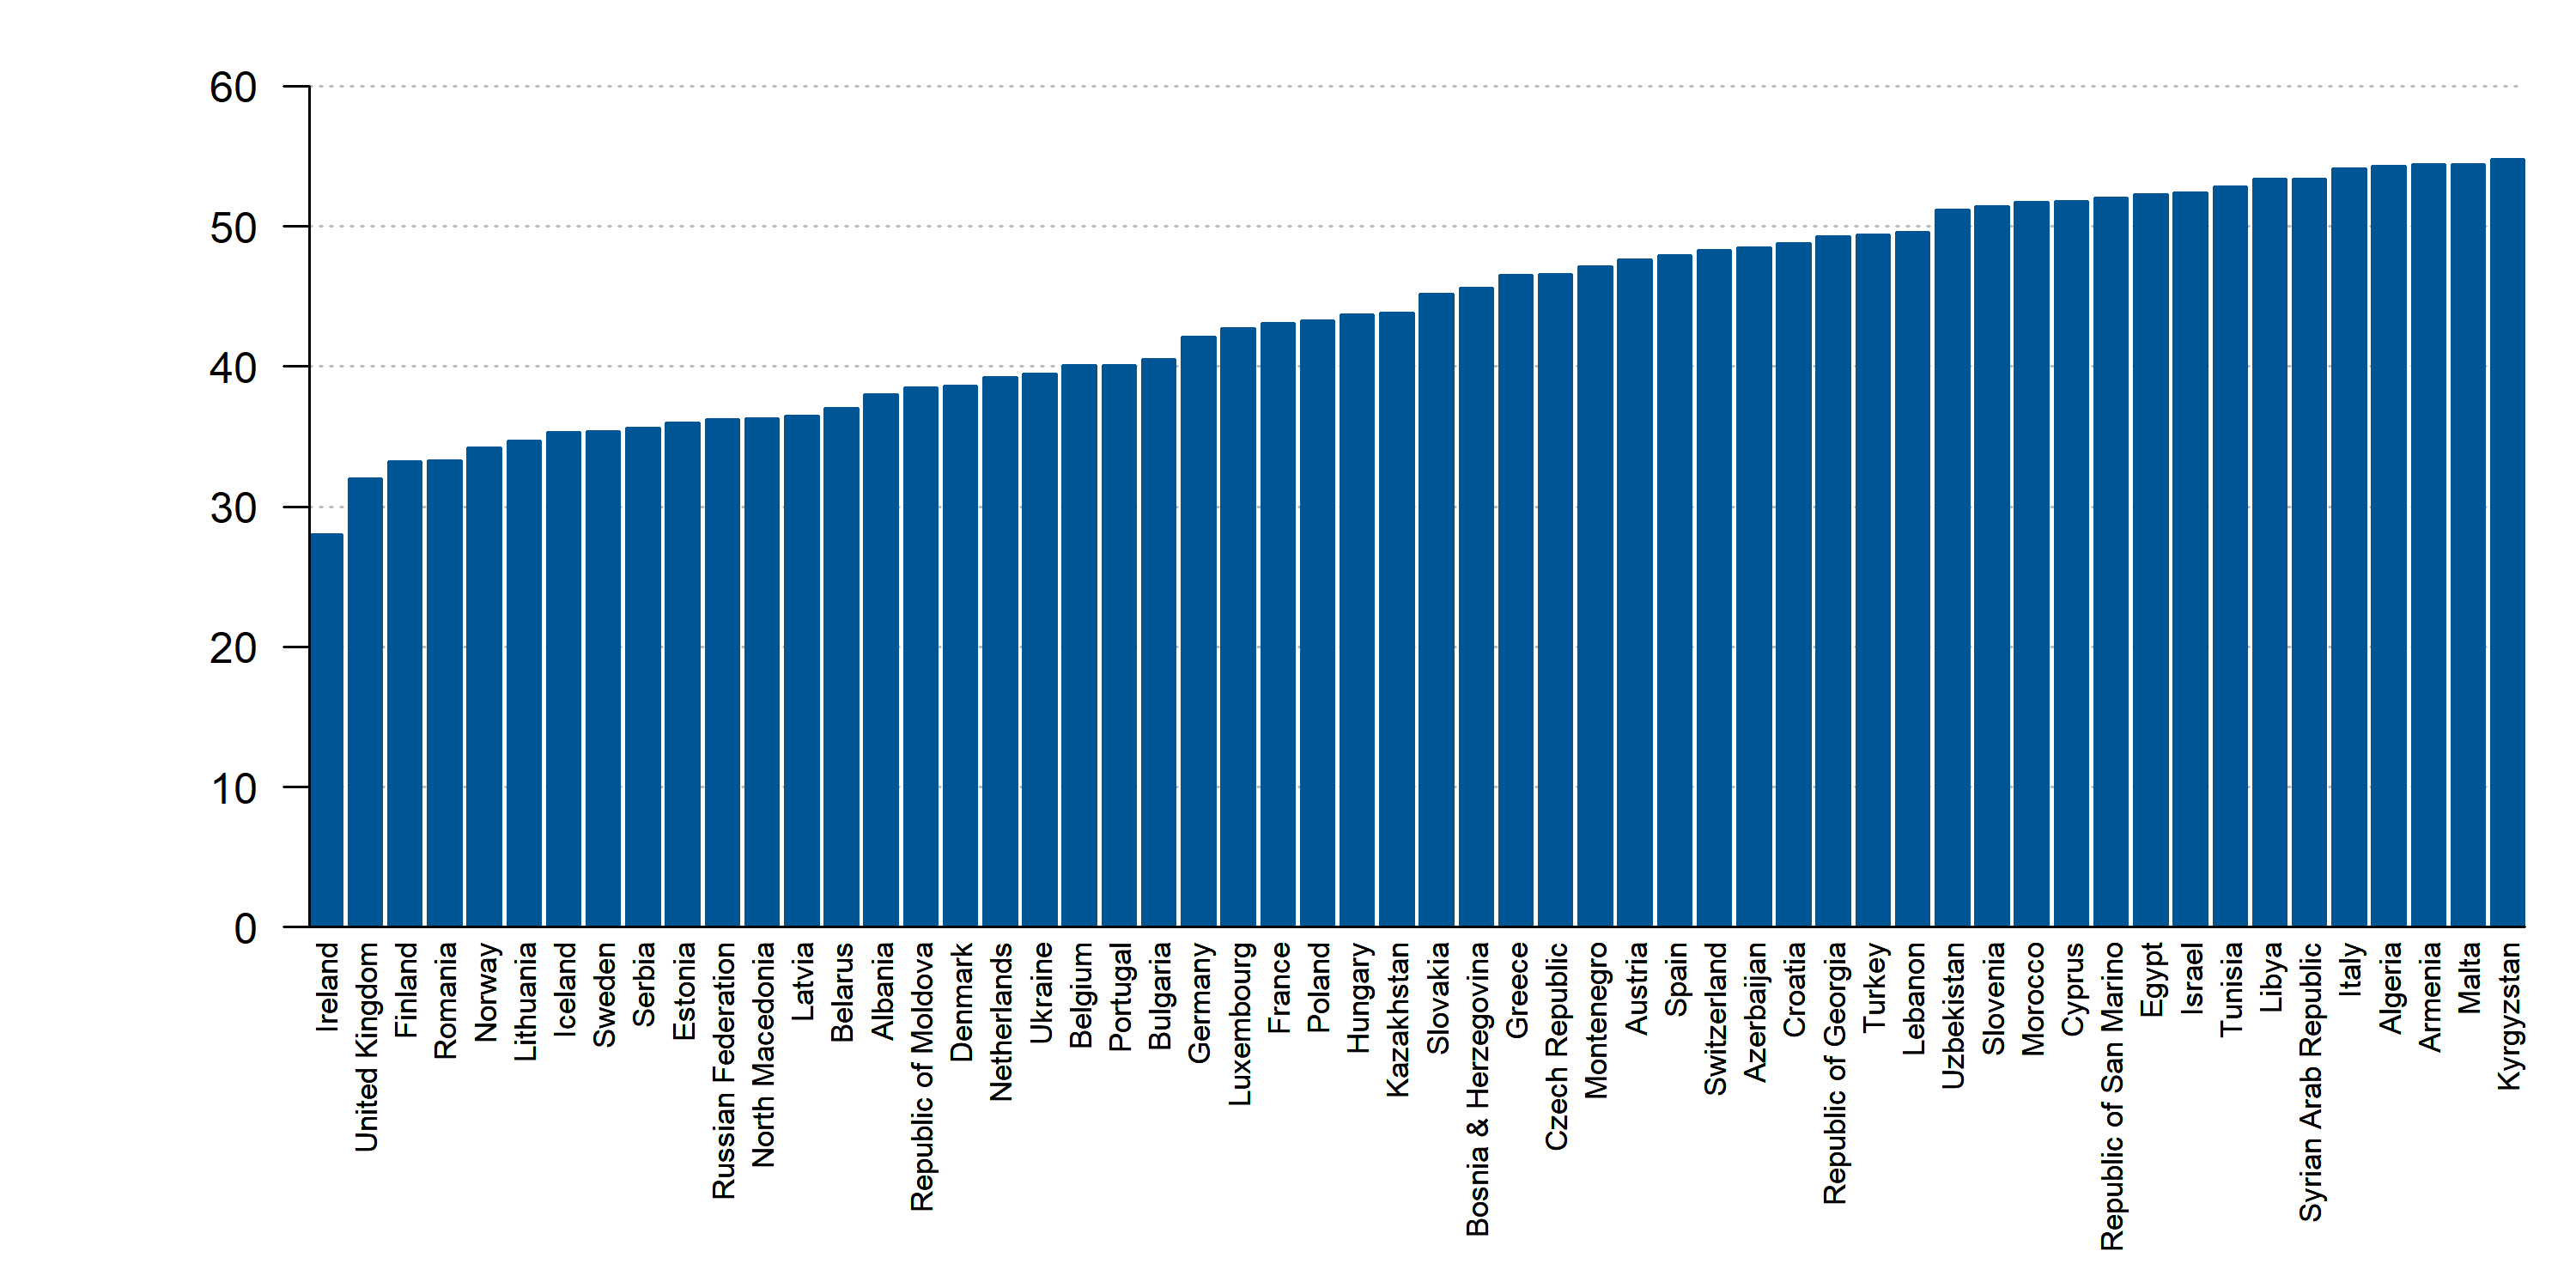 60
50
40
30
20
10
0
Ireland
United Kingdom
Finland
Romania
Norway
Lithuania
Iceland
Sweden
Serbia
Estonia
Russian Federation
North Macedonia
Latvia
Belarus
Albania
Republic of Moldova
Denmark
Netherlands
Ukraine
Belgium
Portugal
Bulgaria
Germany
Luxembourg
France
Poland
Hungary
Kazakhstan
Slovakia
Bosnia & Herzegovina
Greece
Czech Republic
Montenegro
Austria
Spain
Switzerland
Azerbaijan
Croatia
Republic of Georgia
Turkey
Lebanon
Uzbekistan
Slovenia
Morocco
Cyprus
Republic of San Marino
Egypt
Israel
Tunisia
Libya
Syrian Arab Republic
Italy
Algeria
Armenia
Malta
Kyrgyzstan